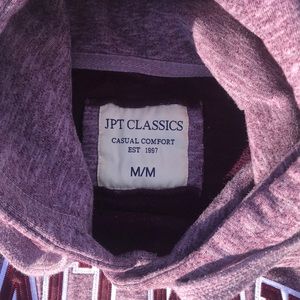 JPT CLASSICS
CASUAL COMFORT
EST 1997
M/M